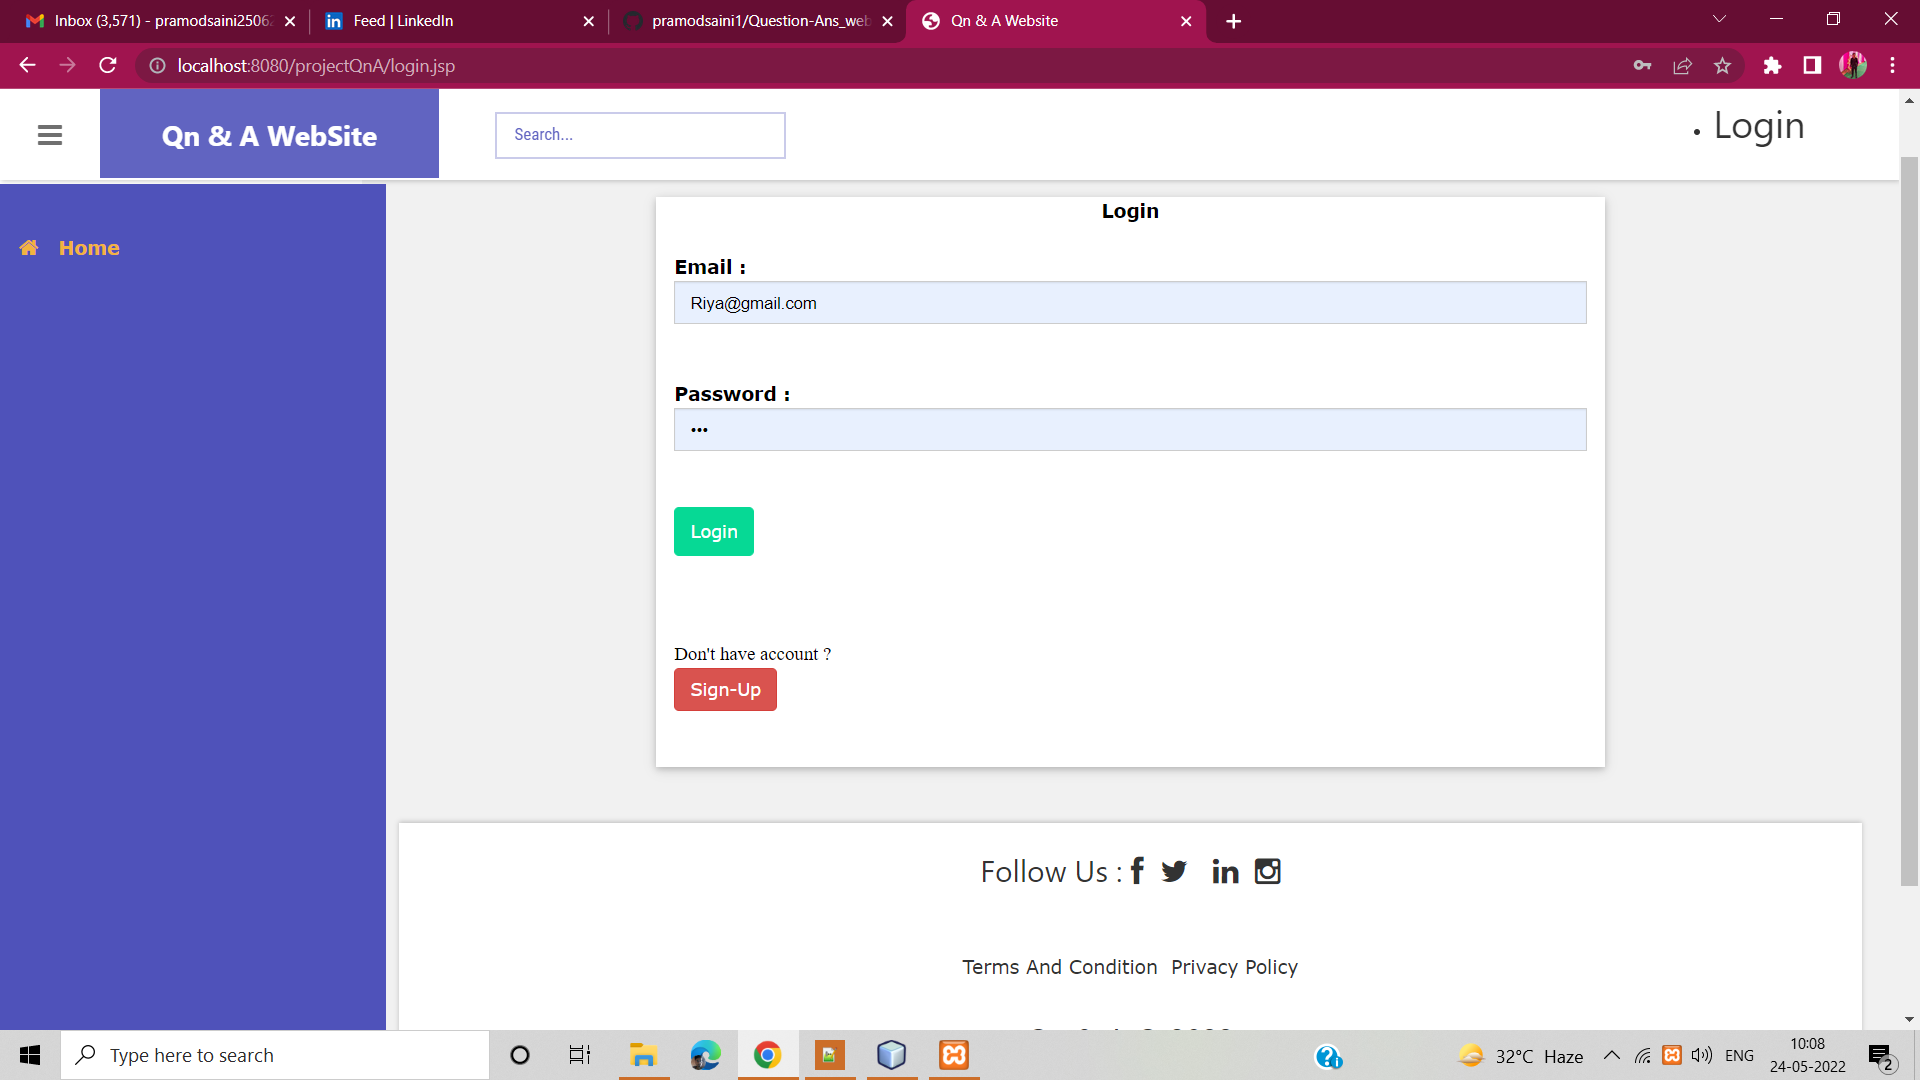 Inbox (3,571) - pramodsaini2506
Feed | LinkedIn
pramodsaini1/Question-Ans_web
Qn & A Website
localhost:8080/projectQnA/login.jsp
Qn & A WebSite
Search...
• Login
Home
Login
Email :
Riya@gmail.com
Password :
•••
Login
Don't have account ?
Sign-Up
Follow Us :
Terms And Condition Privacy Policy
Type here to search
32°C Haze
ENG
10:08
24-05-2022
2